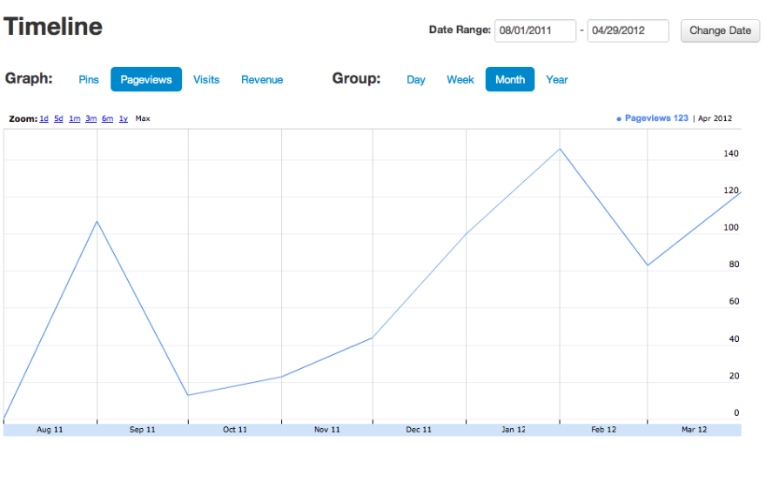 Timeline
Date Range: 08/01/2011 - 04/29/2012 Change Date
Graph: Pins Pageviews Visits Revenue Group: Day Week Month Year
Zoom: 1d 5d 1m 3m 6m 1y Max Pageviews 123 | Apr 2012
140
120
100
80
60
40
20
0
Aug 11 Sep 11 Oct 11 Nov 11 Dec 11 Jan 12 Feb 12 Mar 12